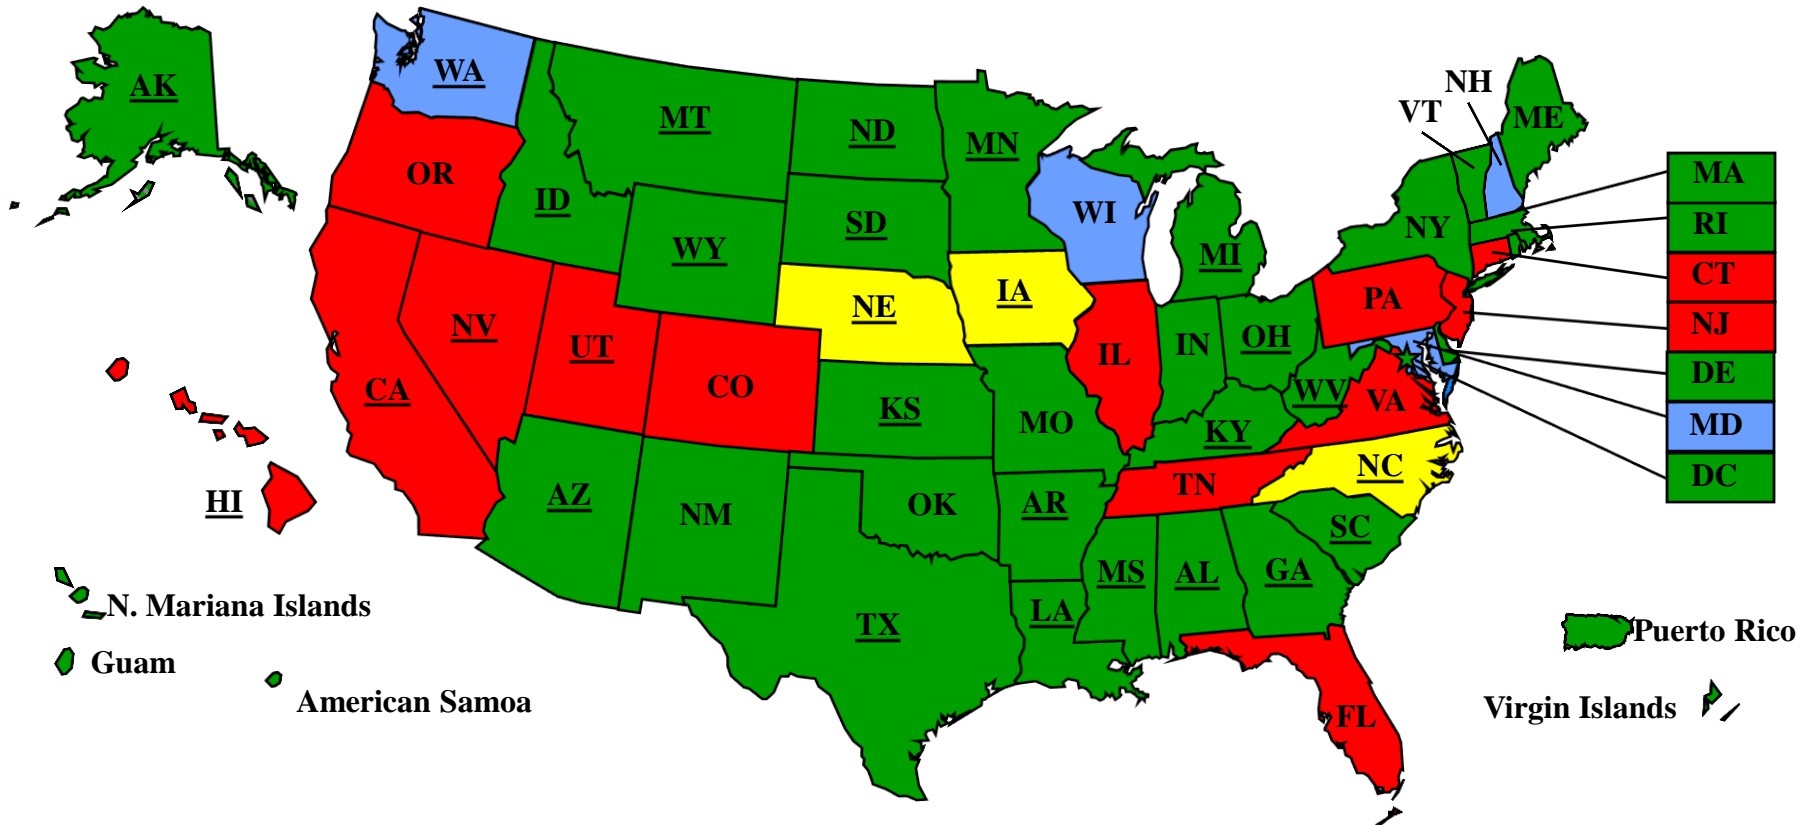 NH
WA
VT
AK
MT
ME
ND
MN
OR
MA
ID
WI
RI
SD
NY
WY
MI
CT
IA
PA
NE
NV
NJ
UT
IN
OH
IL
CO
DE
CA
WV
VA
KS
MO
MD
KY
NC
DC
AZ
TN
HI
OK
AR
NM
SC
MS
AL
GA
N. Mariana Islands
LA
TX
Puerto Rico
Guam
American Samoa
Virgin Islands
FL